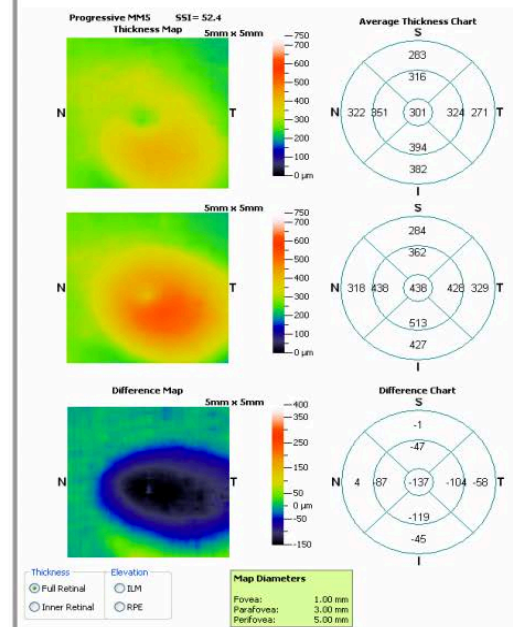 Progressive MM5 SSI= 52.4
Thickness Map 5mm x 5mm
N
T
750
700
600
500
400
300
200
100
0 µm
Average Thickness Chart
S
283
316
N 322 351 301 324 271 T
394
382
I
5mm x 5mm
N
T
750
700
600
500
400
300
200
100
0 µm
S
284
362
N 318 438 438 428 329 T
513
427
I
Difference Map
5mm x 5mm
N
T
400
350
250
150
50
0 µm
-50
-150
Difference Chart
S
-1
-47
N 4 -87 -137 -104 -58 T
-119
-45
I
Thickness
Full Retinal
Inner Retinal
Elevation
ILM
RPE
Map Diameters
Fovea: 1.00 mm
Parafovea: 3.00 mm
Perifovea: 5.00 mm